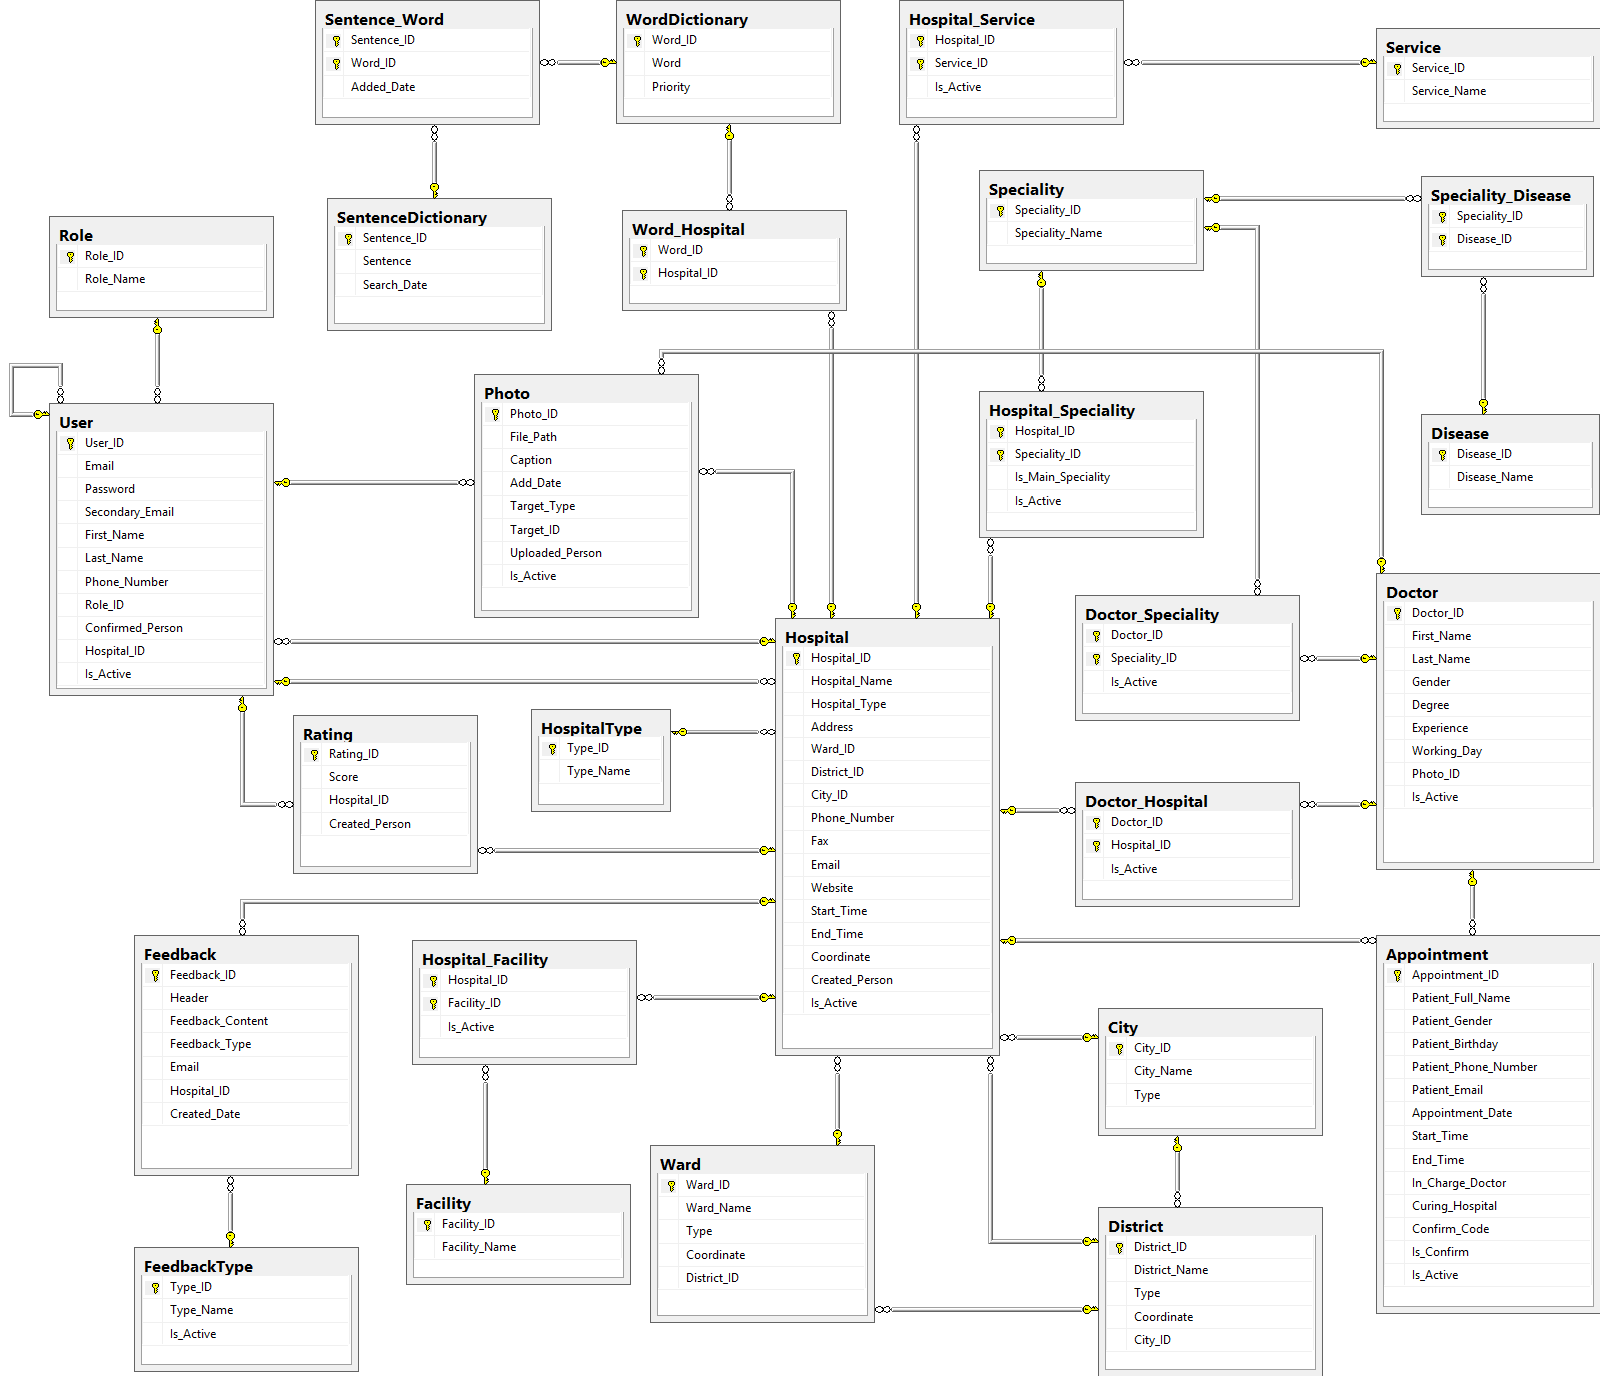 Sentence_Word
Sentence_ID
Word_ID
Added_Date
WordDictionary
Word_ID
Word
Priority
Hospital_Service
Hospital_ID
Service_ID
Is_Active
Service
Service_ID
Service_Name
Speciality
Speciality_ID
Speciality_Name
Speciality_Disease
Speciality_ID
Disease_ID
SentenceDictionary
Sentence_ID
Sentence
Search_Date
Word_Hospital
Word_ID
Hospital_ID
Role
Role_ID
Role_Name
User
User_ID
Email
Password
Secondary_Email
First_Name
Last_Name
Phone_Number
Role_ID
Confirmed_Person
Hospital_ID
Is_Active
Photo
Photo_ID
File_Path
Caption
Add_Date
Target_Type
Target_ID
Uploaded_Person
Is_Active
Hospital_Speciality
Hospital_ID
Speciality_ID
Is_Main_Speciality
Is_Active
Disease
Disease_ID
Disease_Name
Doctor_Speciality
Doctor_ID
Speciality_ID
Is_Active
Doctor
Doctor_ID
First_Name
Last_Name
Gender
Degree
Experience
Working_Day
Photo_ID
Is_Active
Hospital
Hospital_ID
Hospital_Name
Hospital_Type
Address
Ward_ID
District_ID
City_ID
Phone_Number
Fax
Email
Website
Start_Time
End_Time
Coordinate
Created_Person
Is_Active
Rating
Rating_ID
Score
Hospital_ID
Created_Person
HospitalType
Type_ID
Type_Name
Doctor_Hospital
Doctor_ID
Hospital_ID
Is_Active
Feedback
Feedback_ID
Header
Feedback_Content
Feedback_Type
Email
Hospital_ID
Created_Date
Hospital_Facility
Hospital_ID
Facility_ID
Is_Active
Appointment
Appointment_ID
Patient_Full_Name
Patient_Gender
Patient_Birthday
Patient_Phone_Number
Patient_Email
Appointment_Date
Start_Time
End_Time
In_Charge_Doctor
Curing_Hospital
Confirm_Code
Is_Confirm
Is_Active
City
City_ID
City_Name
Type
Ward
Ward_ID
Ward_Name
Type
Coordinate
District_ID
Facility
Facility_ID
Facility_Name
District
District_ID
District_Name
Type
Coordinate
City_ID
FeedbackType
Type_ID
Type_Name
Is_Active